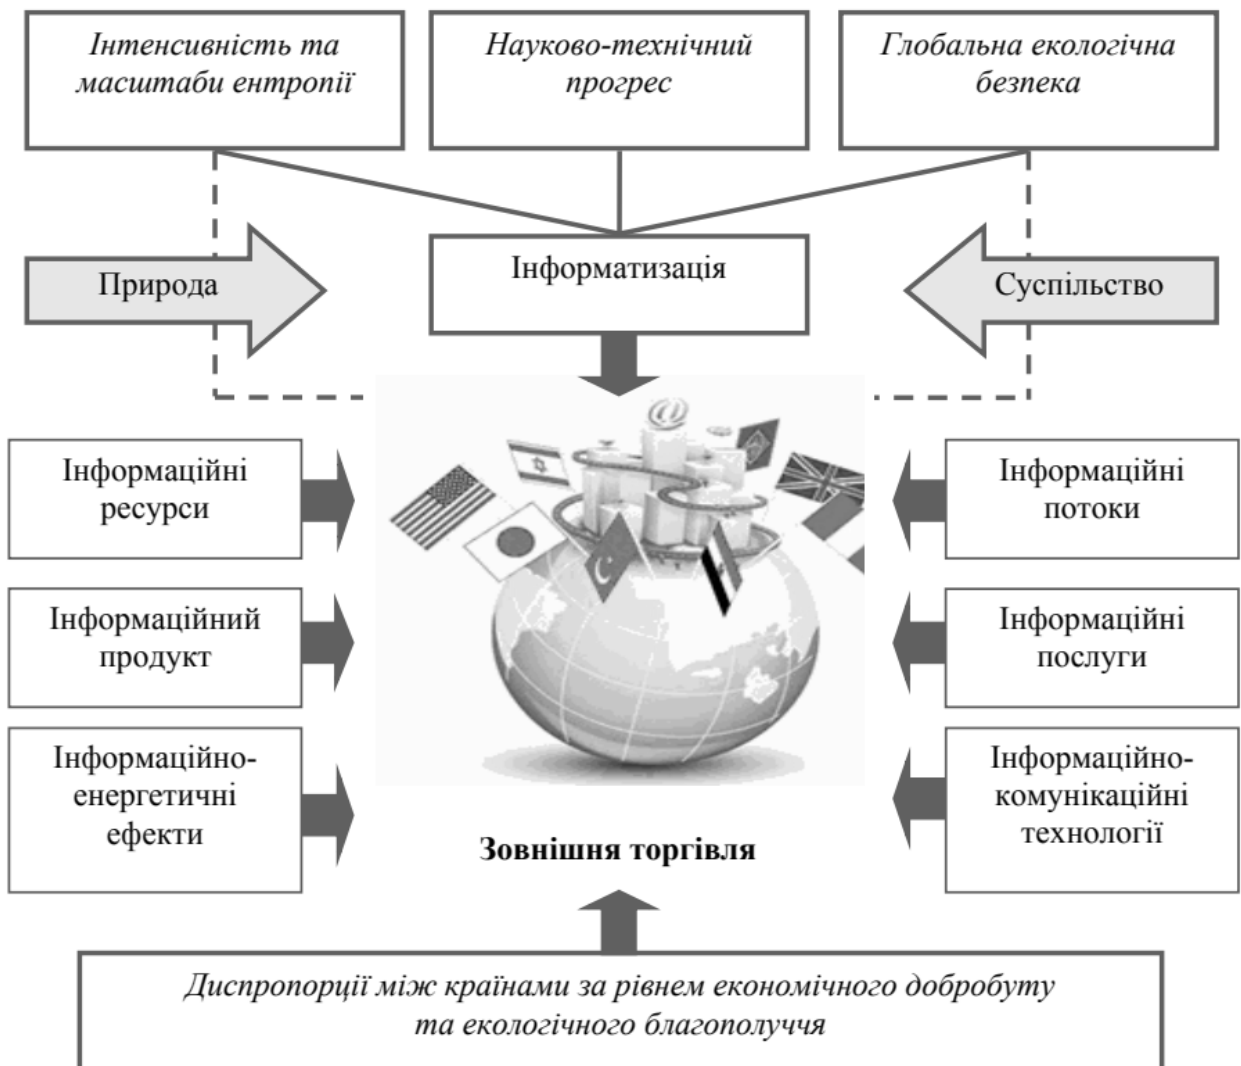 Інтенсивність та
масштаби ентропії
Науково-технічний
прогрес
Глобальна екологічна
безпека
Природа
Інформатизація
Суспільство
@
Інформаційні
ресурси
Інформаційні
потоки
Інформаційний
продукт
Інформаційні
послуги
Інформаційно-
енергетичні
ефекти
Інформаційно-
комунікаційні
технології
Зовнішня торгівля
Диспропорції між країнами за рівнем економічного добробуту
та екологічного благополуччя